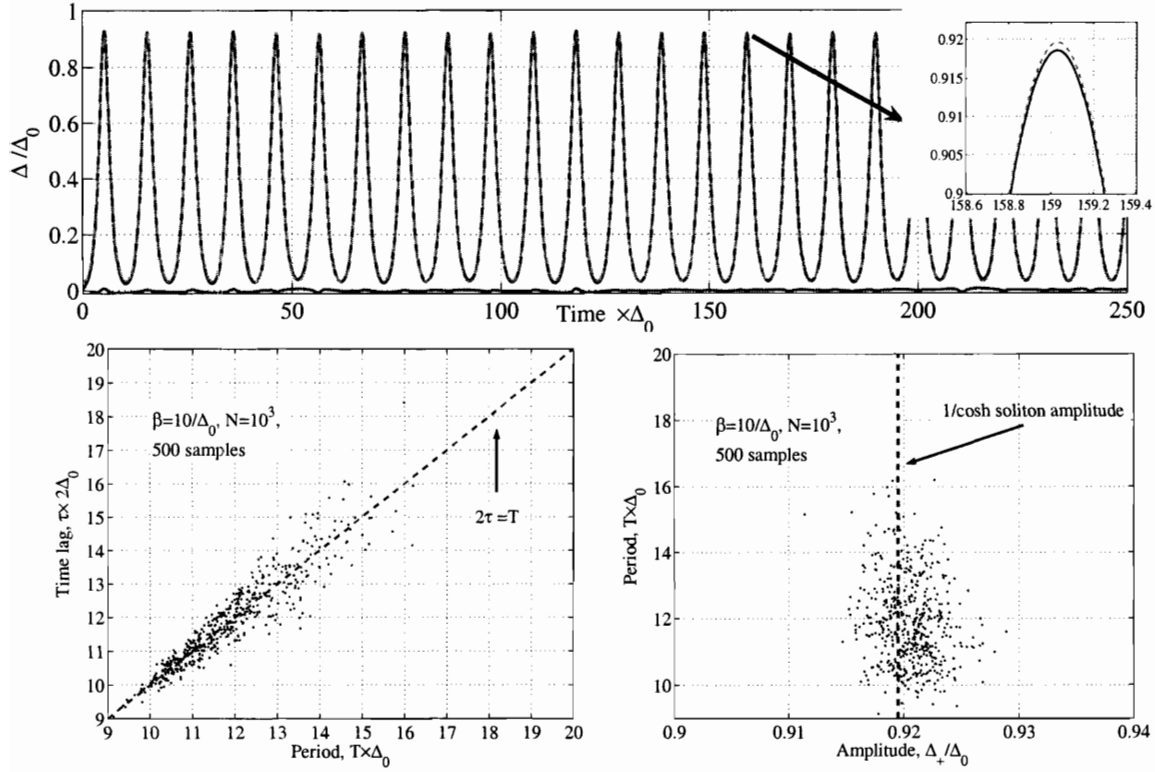 1
0.8
0.6
0.4
0.2
0
Δ /Δ0
0 50 100 150 200 250
Time ×Δ0
0.92
0.915
0.91
0.905
0.9
158.6 158.8 159 159.2 159.4
20
19
18
17
16
15
14
13
12
11
10
9
Time lag, τ× 2Δ0
β=10/Δ0, N=10^3,
500 samples
2τ =T
9 10 11 12 13 14 15 16 17 18 19 20
Period, T×Δ0
20
18
16
14
12
10
Period, T×Δ0
β=10/Δ0, N=10^3,
500 samples
1/cosh soliton amplitude
0.9 0.91 0.92 0.93 0.94
Amplitude, Δ+/Δ0